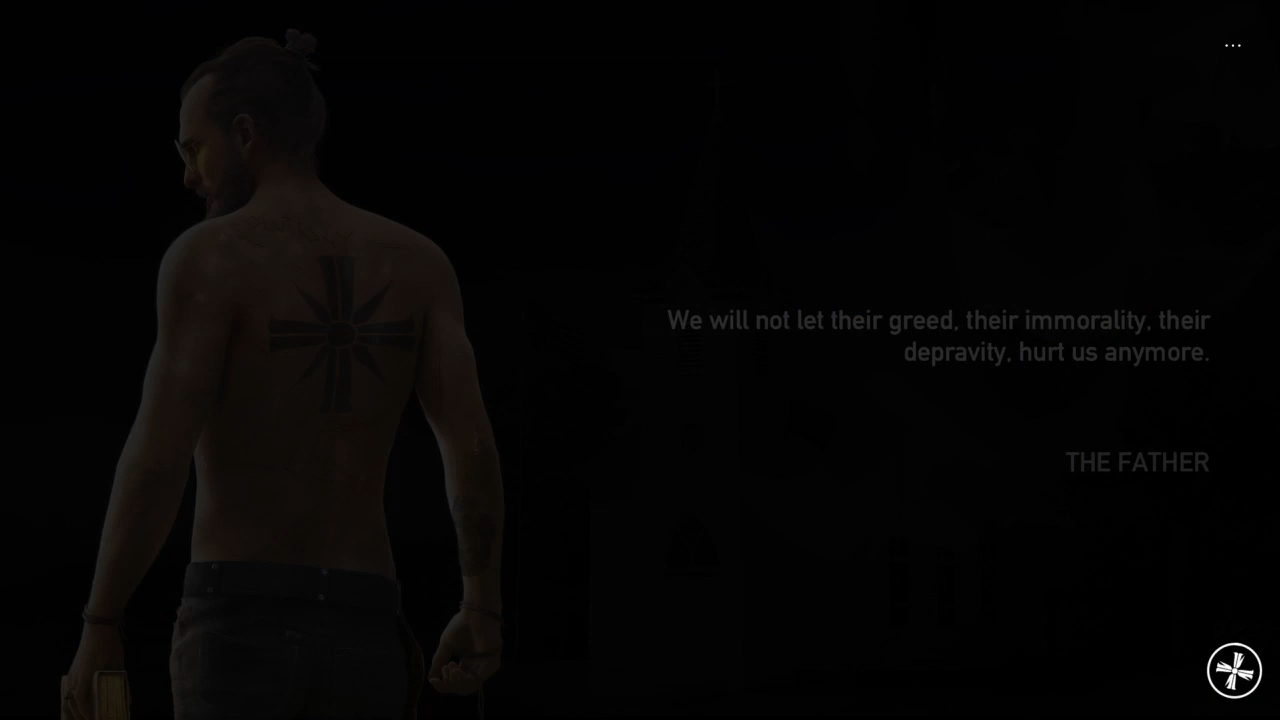 ...
We will not let their greed, their immorality, their
depravity, hurt us anymore.
THE FATHER